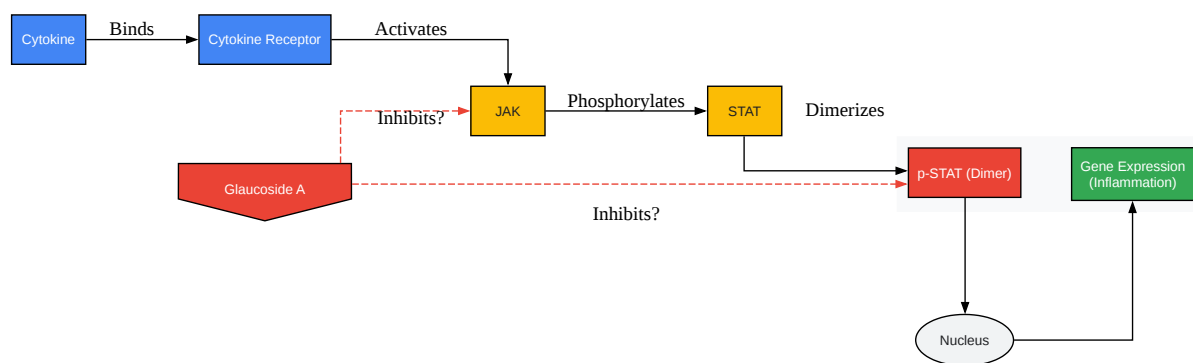 Cytokine
Binds
Cytokine Receptor
Activates
Inhibits?
JAK
Phosphorylates
STAT
Dimerizes
Glaucoside A
Inhibits?
p-STAT (Dimer)
Gene Expression
(Inflammation)
Nucleus